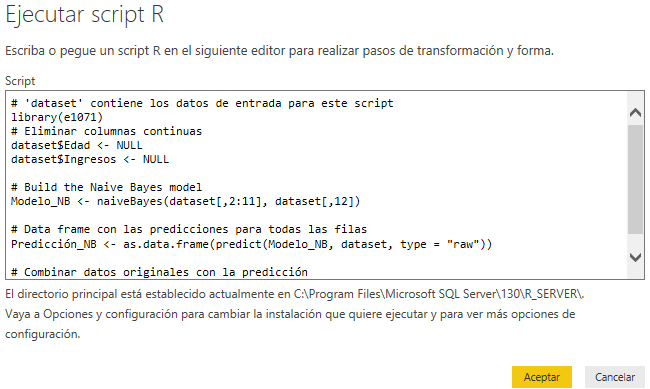 Ejecutar script R
Escriba o pegue un script R en el siguiente editor para realizar pasos de transformación y forma.
Script
# 'dataset' contiene los datos de entrada para este script
library(e1071)
# Eliminar columnas continuas
dataset$Edad <- NULL
dataset$Ingresos <- NULL
# Build the Naive Bayes model
Modelo_NB <- naiveBayes(dataset[,2:11], dataset[,12])
# Data frame con las predicciones para todas las filas
Predicción_NB <- as.data.frame(predict(Modelo_NB, dataset, type = "raw"))
# Combinar datos originales con la predicción
El directorio principal está establecido actualmente en C:\Program Files\Microsoft SQL Server\130\R_SERVER\.
Vaya a Opciones y configuración para cambiar la instalación que quiere ejecutar y para ver más opciones de
configuración.
Aceptar
Cancelar